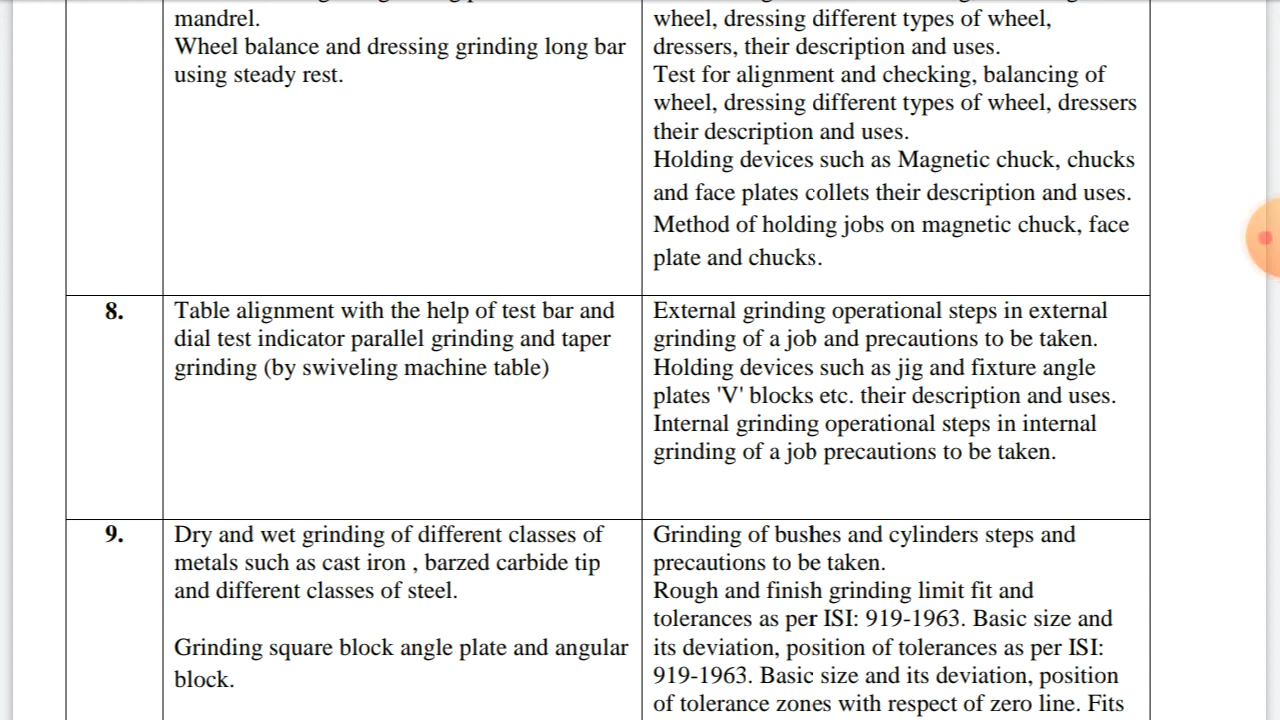 mandrel.
Wheel balance and dressing grinding long bar
using steady rest.
wheel, dressing different types of wheel,
dressers, their description and uses.
Test for alignment and checking, balancing of
wheel, dressing different types of wheel, dressers
their description and uses.
Holding devices such as Magnetic chuck, chucks
and face plates collets their description and uses.
Method of holding jobs on magnetic chuck, face
plate and chucks.
8.
Table alignment with the help of test bar and
dial test indicator parallel grinding and taper
grinding (by swiveling machine table)
External grinding operational steps in external
grinding of a job and precautions to be taken.
Holding devices such as jig and fixture angle
plates 'V' blocks etc. their description and uses.
Internal grinding operational steps in internal
grinding of a job precautions to be taken.
9.
Dry and wet grinding of different classes of
metals such as cast iron , barzed carbide tip
and different classes of steel.
Grinding square block angle plate and angular
block.
Grinding of bushes and cylinders steps and
precautions to be taken.
Rough and finish grinding limit fit and
tolerances as per ISI: 919-1963. Basic size and
its deviation, position of tolerances as per ISI:
919-1963. Basic size and its deviation, position
of tolerance zones with respect of zero line. Fits